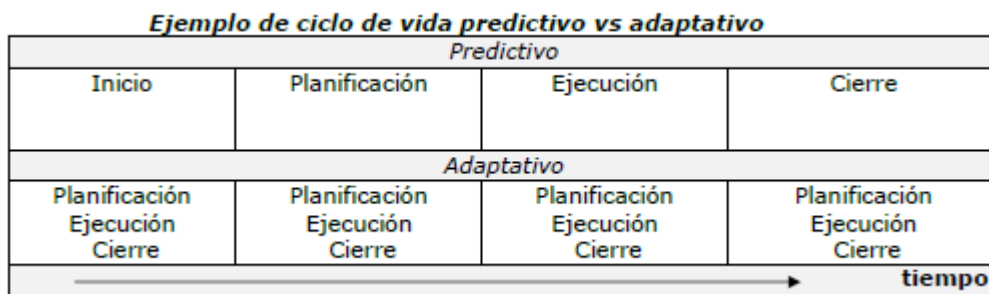 Ejemplo de ciclo de vida predictivo vs adaptativo
Predictivo
Inicio Planificación Ejecución Cierre
Adaptativo
Planificación Planificación Planificación Planificación
Ejecución Ejecución Ejecución Ejecución
Cierre Cierre Cierre Cierre
tiempo